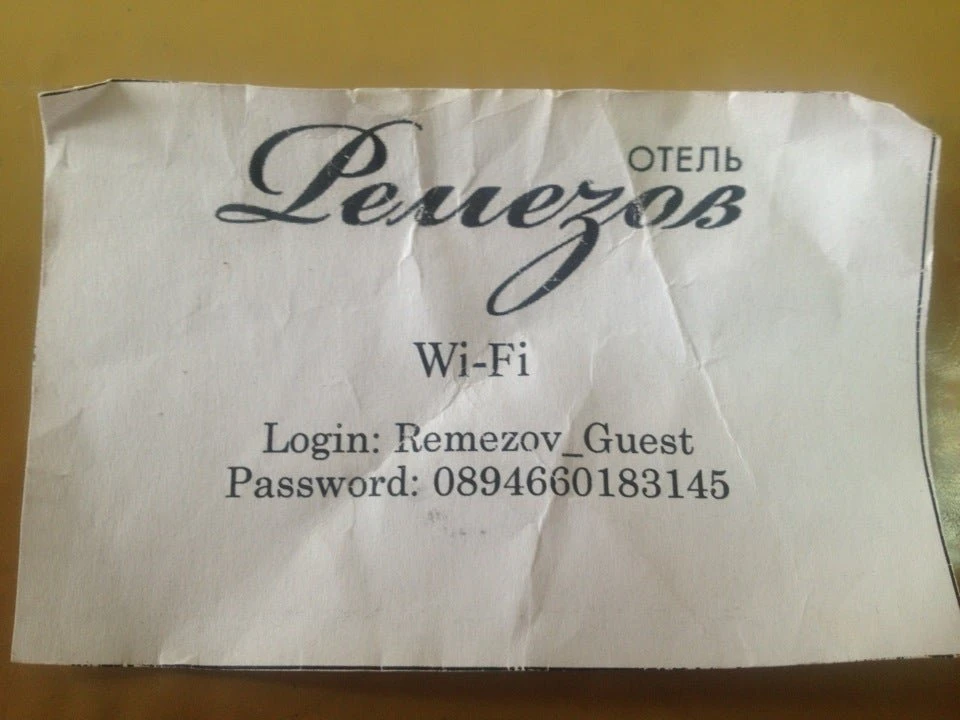 ОТЕЛЬ
Ремезов
Wi-Fi
Login: Remezov_Guest
Password: 0894660183145